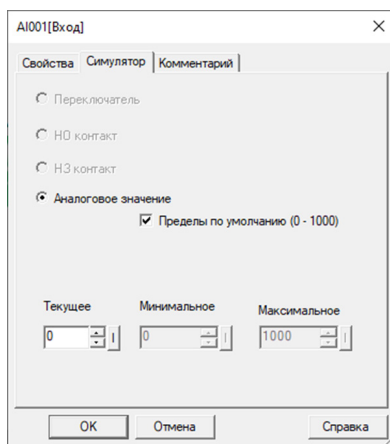 AI001[Вход]
Свойства Симулятор Комментарий
Переключатель
НО контакт
НЗ контакт
Аналоговое значение
Пределы по умолчанию (0 - 1000)
Текущее Минимальное Максимальное
0 0 1000
OK Отмена Справка